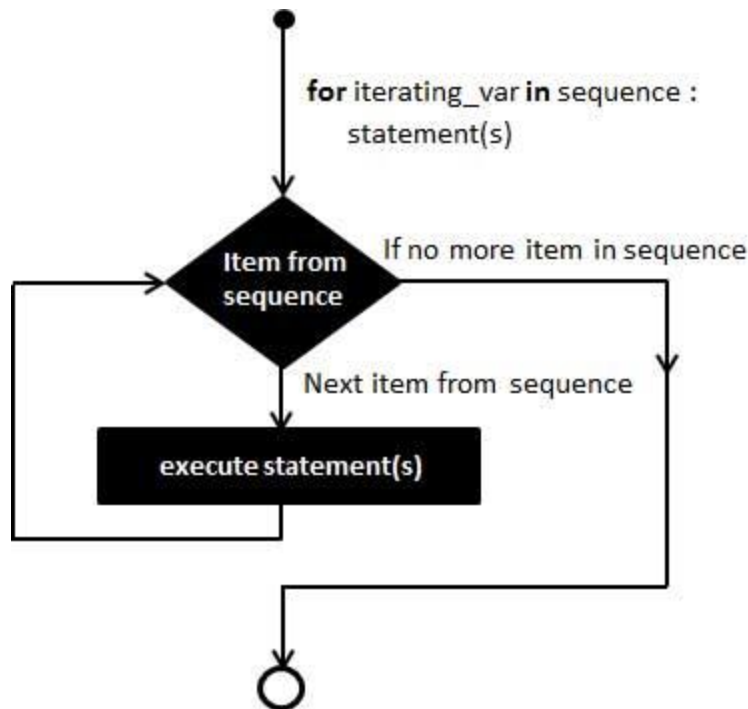 for iterating_var in sequence :
statement(s)
If no more item in sequence
Item from
sequence
Next item from sequence
execute statement(s)